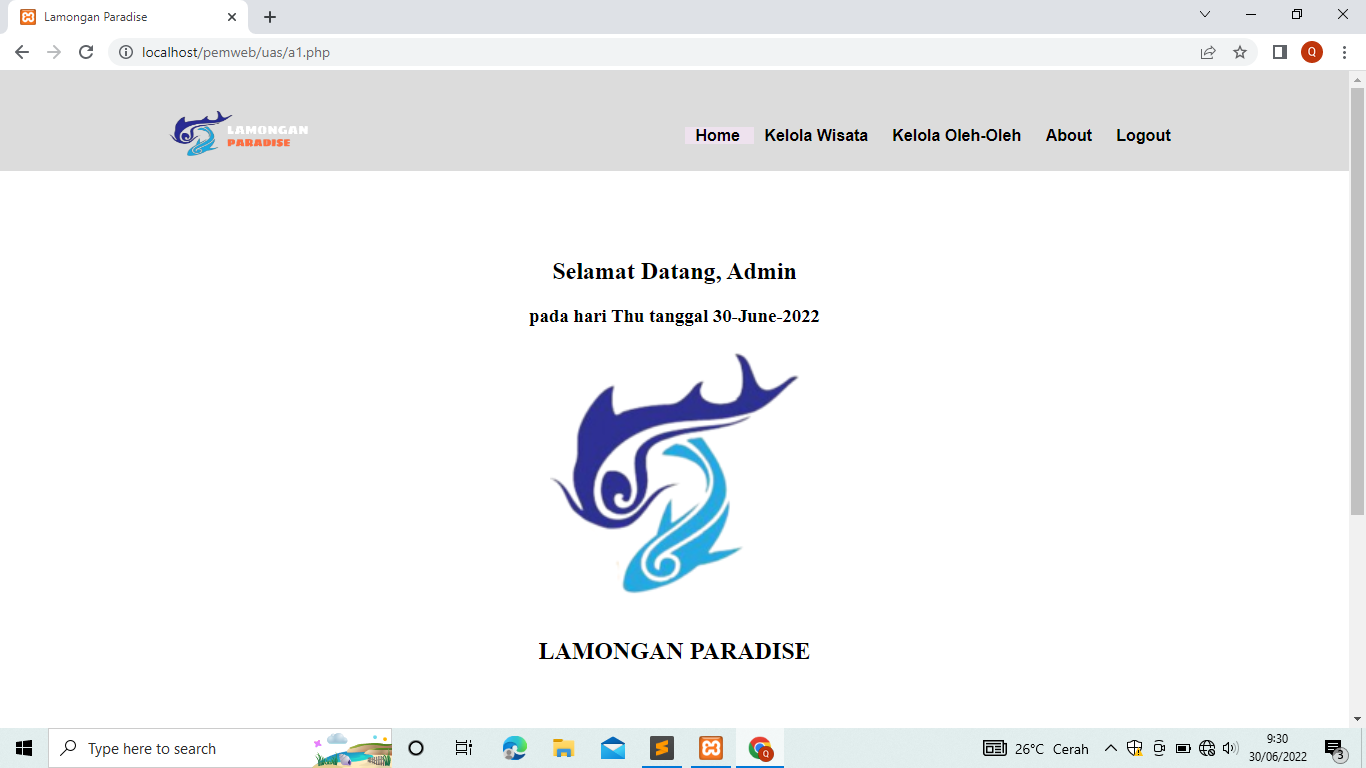 Lamongan Paradise
localhost/pemweb/uas/a1.php
Q
LAMONGAN
PARADISE
Home Kelola Wisata Kelola Oleh-Oleh About Logout
Selamat Datang, Admin
pada hari Thu tanggal 30-June-2022
LAMONGAN PARADISE
Type here to search
Q
26°C Cerah
9:30
30/06/2022
3